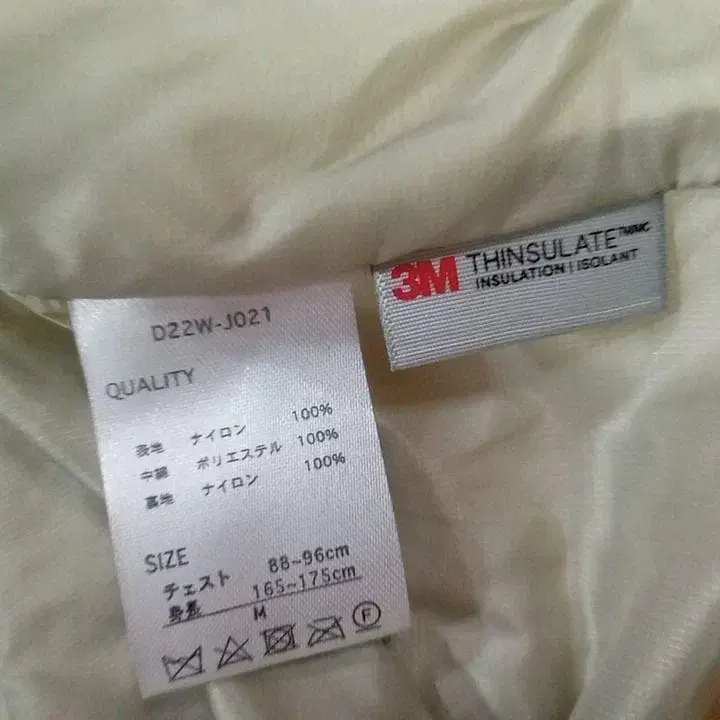 D22W-J021
QUALITY
表地 ナイロン 100%
中綿 ポリエステル 100%
裏地 ナイロン 100%
SIZE
チェスト 88~96cm
身長 165~175cm
M
F
3M THINSULATE™/MC
INSULATION | ISOLANT